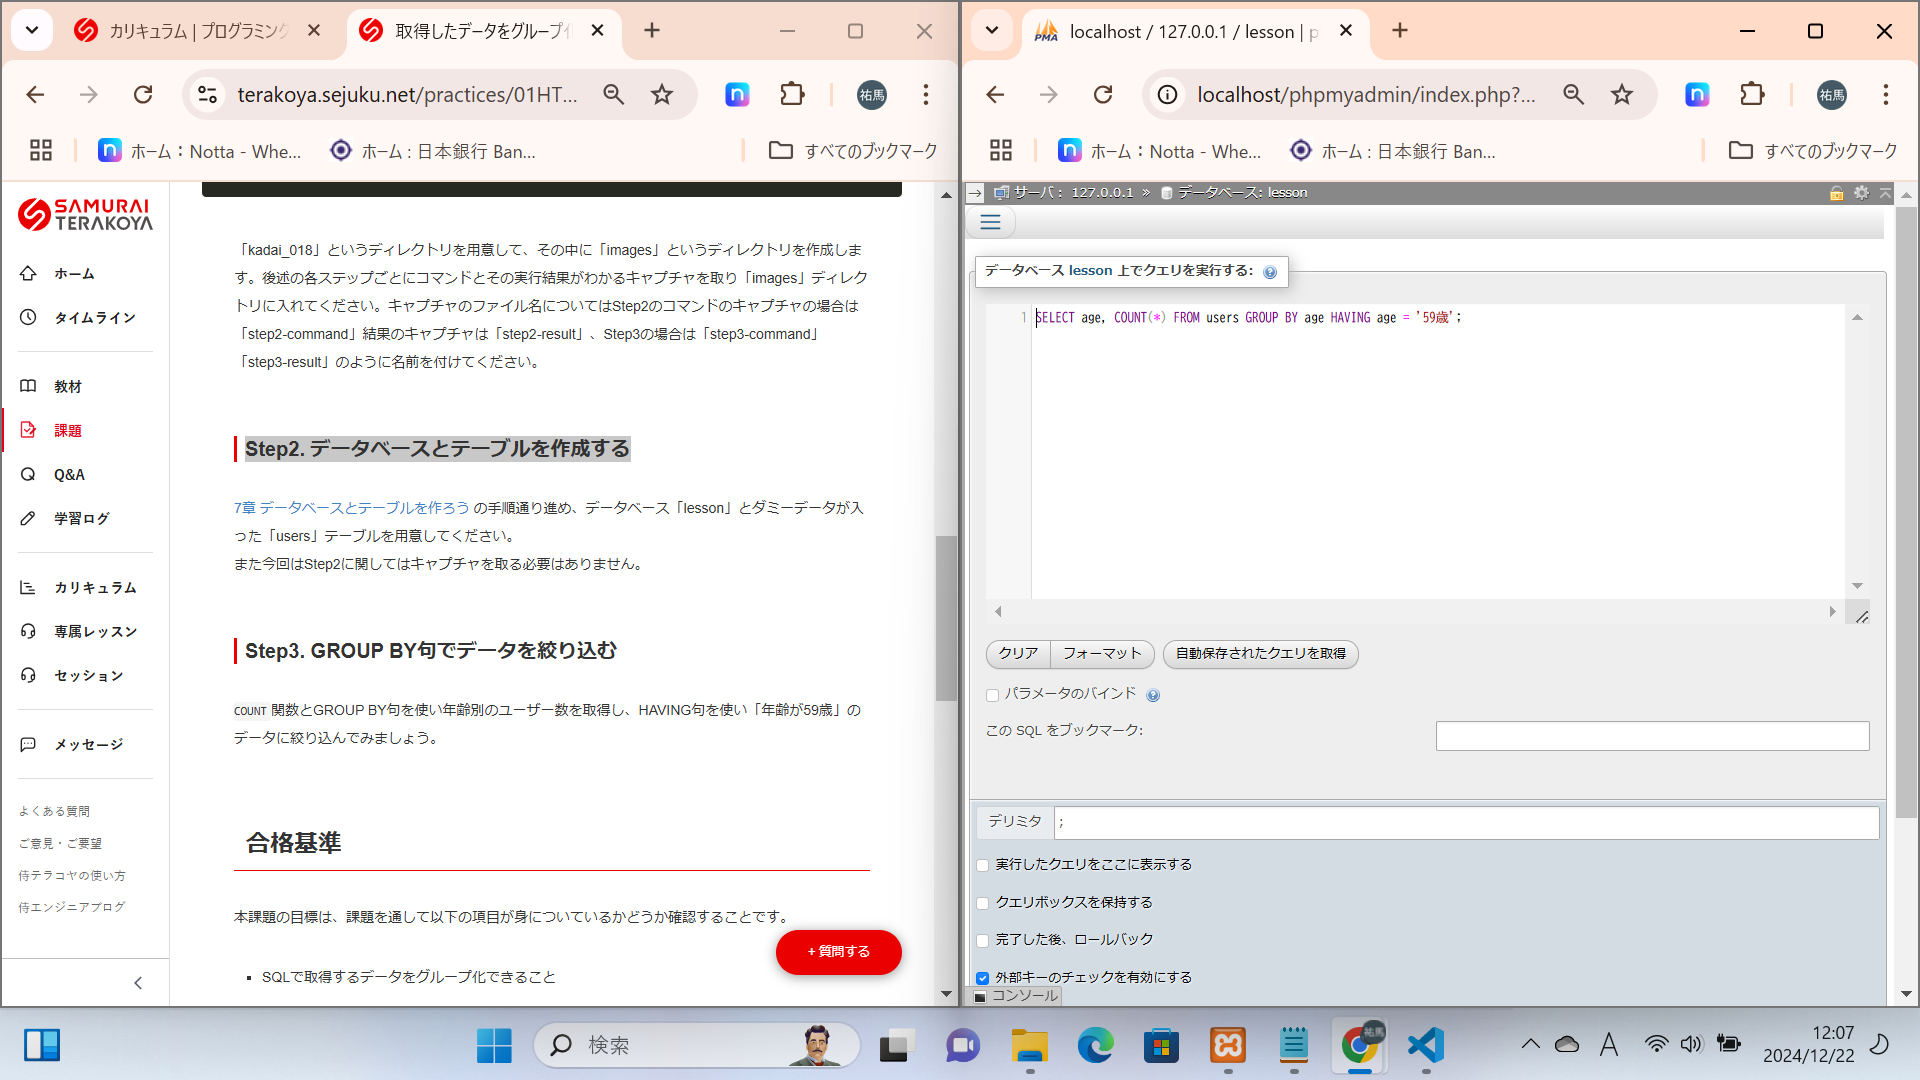 カリキュラム | プログラミング
取得したデータをグループ化
terakoya.sejuku.net/practices/01HT...
祐馬
ホーム：Notta - Whe...
ホーム : 日本銀行 Ban...
すべてのブックマーク
SAMURAI
TERAKOYA
ホーム
タイムライン
教材
課題
Q&A
学習ログ
カリキュラム
専属レッスン
セッション
メッセージ
よくある質問
ご意見・ご要望
侍テラコヤの使い方
侍エンジニアブログ
「kadai_018」というディレクトリを用意して、その中に「images」というディレクトリを作成しま
す。後述の各ステップごとにコマンドとその実行結果がわかるキャプチャを取り「images」ディレク
トリに入れてください。キャプチャのファイル名についてはStep2のコマンドのキャプチャの場合は
「step2-command」結果のキャプチャは「step2-result」、Step3の場合は「step3-command」
「step3-result」のように名前を付けてください。
Step2. データベースとテーブルを作成する
7章 データベースとテーブルを作ろう の手順通り進め、データベース「lesson」とダミーデータが入
った「users」テーブルを用意してください。
また今回はStep2に関してはキャプチャを取る必要はありません。
Step3. GROUP BY句でデータを絞り込む
COUNT 関数とGROUP BY句を使い年齢別のユーザー数を取得し、HAVING句を使い「年齢が59歳」の
データに絞り込んでみましょう。
合格基準
本課題の目標は、課題を通して以下の項目が身についているかどうか確認することです。
+ 質問する
SQLで取得するデータをグループ化できること
PMA
localhost / 127.0.0.1 / lesson | p
localhost/phpmyadmin/index.php?...
祐馬
ホーム：Notta - Whe...
ホーム : 日本銀行 Ban...
すべてのブックマーク
サーバ： 127.0.0.1 » データベース: lesson
データベース lesson 上でクエリを実行する:
1 SELECT age, COUNT(*) FROM users GROUP BY age HAVING age = '59歳';
クリア フォーマット 自動保存されたクエリを取得
パラメータのバインド
この SQL をブックマーク:
デリミタ ;
実行したクエリをここに表示する
クエリボックスを保持する
完了した後、ロールバック
外部キーのチェックを有効にする
コンソール
検索
祐馬
A
12:07
2024/12/22